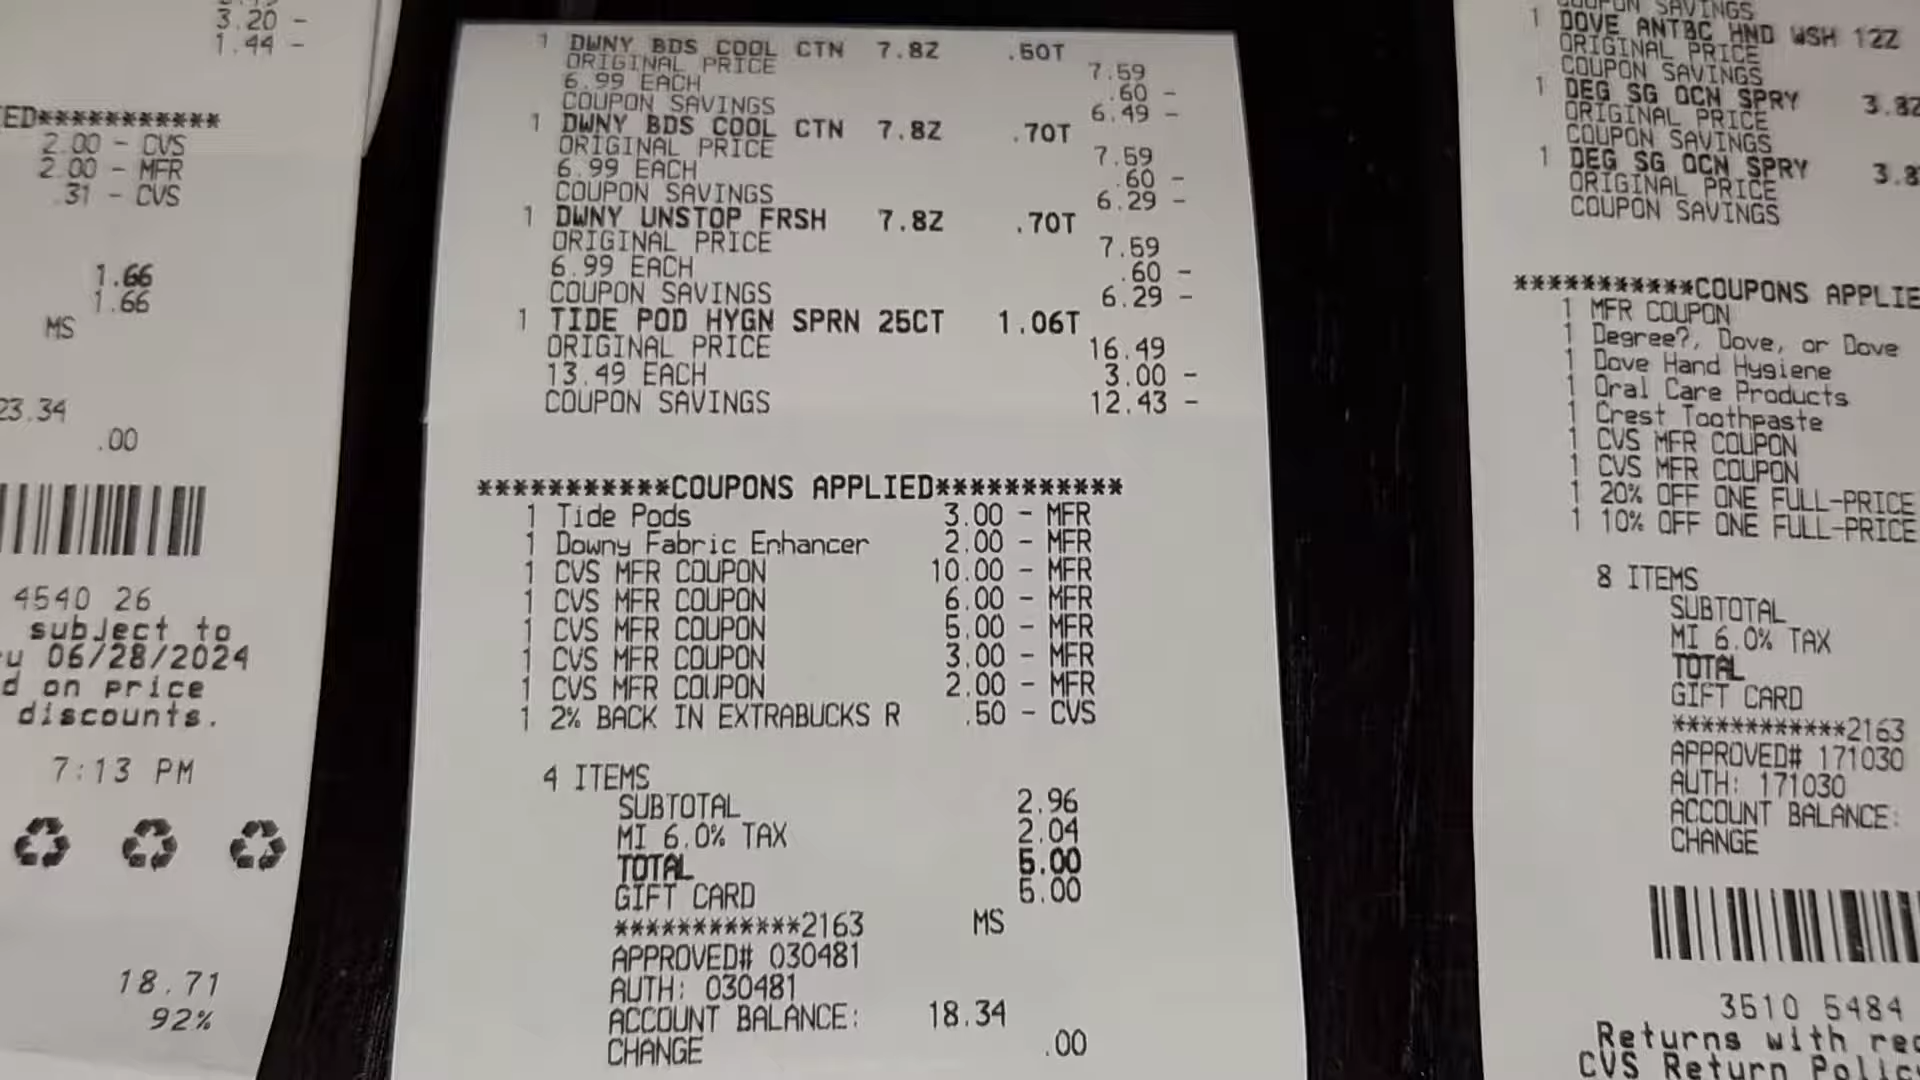 3.20 -
1.44 -
ED***********
2.00 - CVS
2.00 - MFR
.31 - CVS
1.66
1.66
MS
23.34
.00
4540 26
subject to
06/28/2024
d on price
discounts.
7:13 PM
18.71
92%
1 DWNY BDS COOL CTN 7.8Z .50T
ORIGINAL PRICE 7.59
6.99 EACH .60 -
COUPON SAVINGS 6.49 -
1 DWNY BDS COOL CTN 7.8Z .70T
ORIGINAL PRICE 7.59
6.99 EACH .60 -
COUPON SAVINGS 6.29 -
1 DWNY UNSTOP FRSH 7.8Z .70T
ORIGINAL PRICE 7.59
6.99 EACH .60 -
COUPON SAVINGS 6.29 -
1 TIDE POD HYGN SPRN 25CT 1.06T
ORIGINAL PRICE 16.49
13.49 EACH 3.00 -
COUPON SAVINGS 12.43 -
***********COUPONS APPLIED***********
1 Tide Pods 3.00 - MFR
1 Downy Fabric Enhancer 2.00 - MFR
1 CVS MFR COUPON 10.00 - MFR
1 CVS MFR COUPON 6.00 - MFR
1 CVS MFR COUPON 5.00 - MFR
1 CVS MFR COUPON 3.00 - MFR
1 CVS MFR COUPON 2.00 - MFR
1 2% BACK IN EXTRABUCKS R .50 - CVS
4 ITEMS
SUBTOTAL 2.96
MI 6.0% TAX 2.04
TOTAL 5.00
GIFT CARD 5.00
************2163 MS
APPROVED# 030481
AUTH: 030481
ACCOUNT BALANCE: 18.34
CHANGE .00
COUPON SAVINGS
1 DOVE ANTBC HND WSH 12Z
ORIGINAL PRICE
COUPON SAVINGS
1 DEG SG OCN SPRY 3.8Z
ORIGINAL PRICE
COUPON SAVINGS
1 DEG SG OCN SPRY 3.8
ORIGINAL PRICE
COUPON SAVINGS
***********COUPONS APPLIE
1 MFR COUPON
1 Degree?, Dove, or Dove
1 Dove Hand Hygiene
1 Oral Care Products
1 Crest Toothpaste
1 CVS MFR COUPON
1 CVS MFR COUPON
1 20% OFF ONE FULL-PRICE
1 10% OFF ONE FULL-PRICE
8 ITEMS
SUBTOTAL
MI 6.0% TAX
TOTAL
GIFT CARD
************2163
APPROVED# 171030
AUTH: 171030
ACCOUNT BALANCE:
CHANGE
3510 5484
Returns with rec
CVS Return Polic